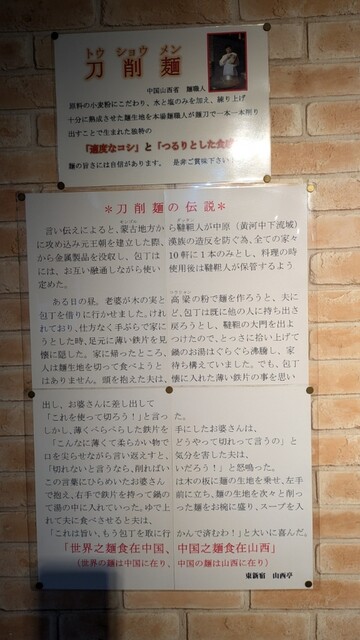 トウ ショウ メン
刀 削 麺
中国山西省 麺職人
原料の小麦粉にこだわり、水と塩のみを加え、練り上げ
十分に熟成させた麺生地を本場麺職人が麺刀で一本一本削り
出すことで生まれた独特の
「適度なコシ」と「つるりとした食感」
麺の旨さには自信があります。 是非ご賞味下さい
＊刀削麺の伝説＊
言い伝えによると、蒙古地方か
に攻め込み元王朝を建立した際、
から金属製品を没収し、包丁は
には、お互い融通しながら使い
定めた。
ら韃靼人が中原（黄河中下流域）
漢族の造反を防ぐ為、全ての家々
10軒に1本のみとし、料理の時
使用後は韃靼人が保管するよう
ある日の昼、老婆が木の実と
包丁を借りに行かせました。けれ
れており、仕方なく手ぶらで家に
うとした時、足元に薄い鉄片を見
懐に隠した。家に帰ったところ、
人は麺生地を切って食べようと
はありません。頭を抱えた夫は、
高粱の粉で麺を作ろうと、夫に
ど、包丁は既に他の人に持ち出さ
戻ろうとし、韃靼の大門を出よ
つけたので、とっさに拾い上げて
鍋のお湯はぐらぐら沸騰し、家
待ち構えていました。でも、包丁
懐に入れた薄い鉄片の事を思い
出し、お婆さんに差し出して
「これを使って切ろう！」と言っ
しかし、薄くぺらぺらした鉄片を
「こんなに薄くて柔らかい物で
口を尖らせながら言い返すと、
「切れないと言うなら、削れば
この言葉にひらめいたお婆さん
で抱え、右手で鉄片を持って鍋の
て湯の中に入れていった。ゆで上
れて夫に食べさせると夫は、
「これは旨い、もう包丁を取に行
た。
手にしたお婆さんは、
どうやって切れって言うの」と
気分を害した夫は、
いいだろう！」と怒鳴った。
は木の板に麺の生地を乗せ、左手
前に立ち、麺の生地を次々と削っ
った麺をお椀に盛り、スープを入
かんで済むわ！」と大いに喜んだ。
「世界之麺食在中国、中国之麺食在山西」
（世界の麺は中国に在り、中国の麺は山西に在り）
東新宿 山西亭